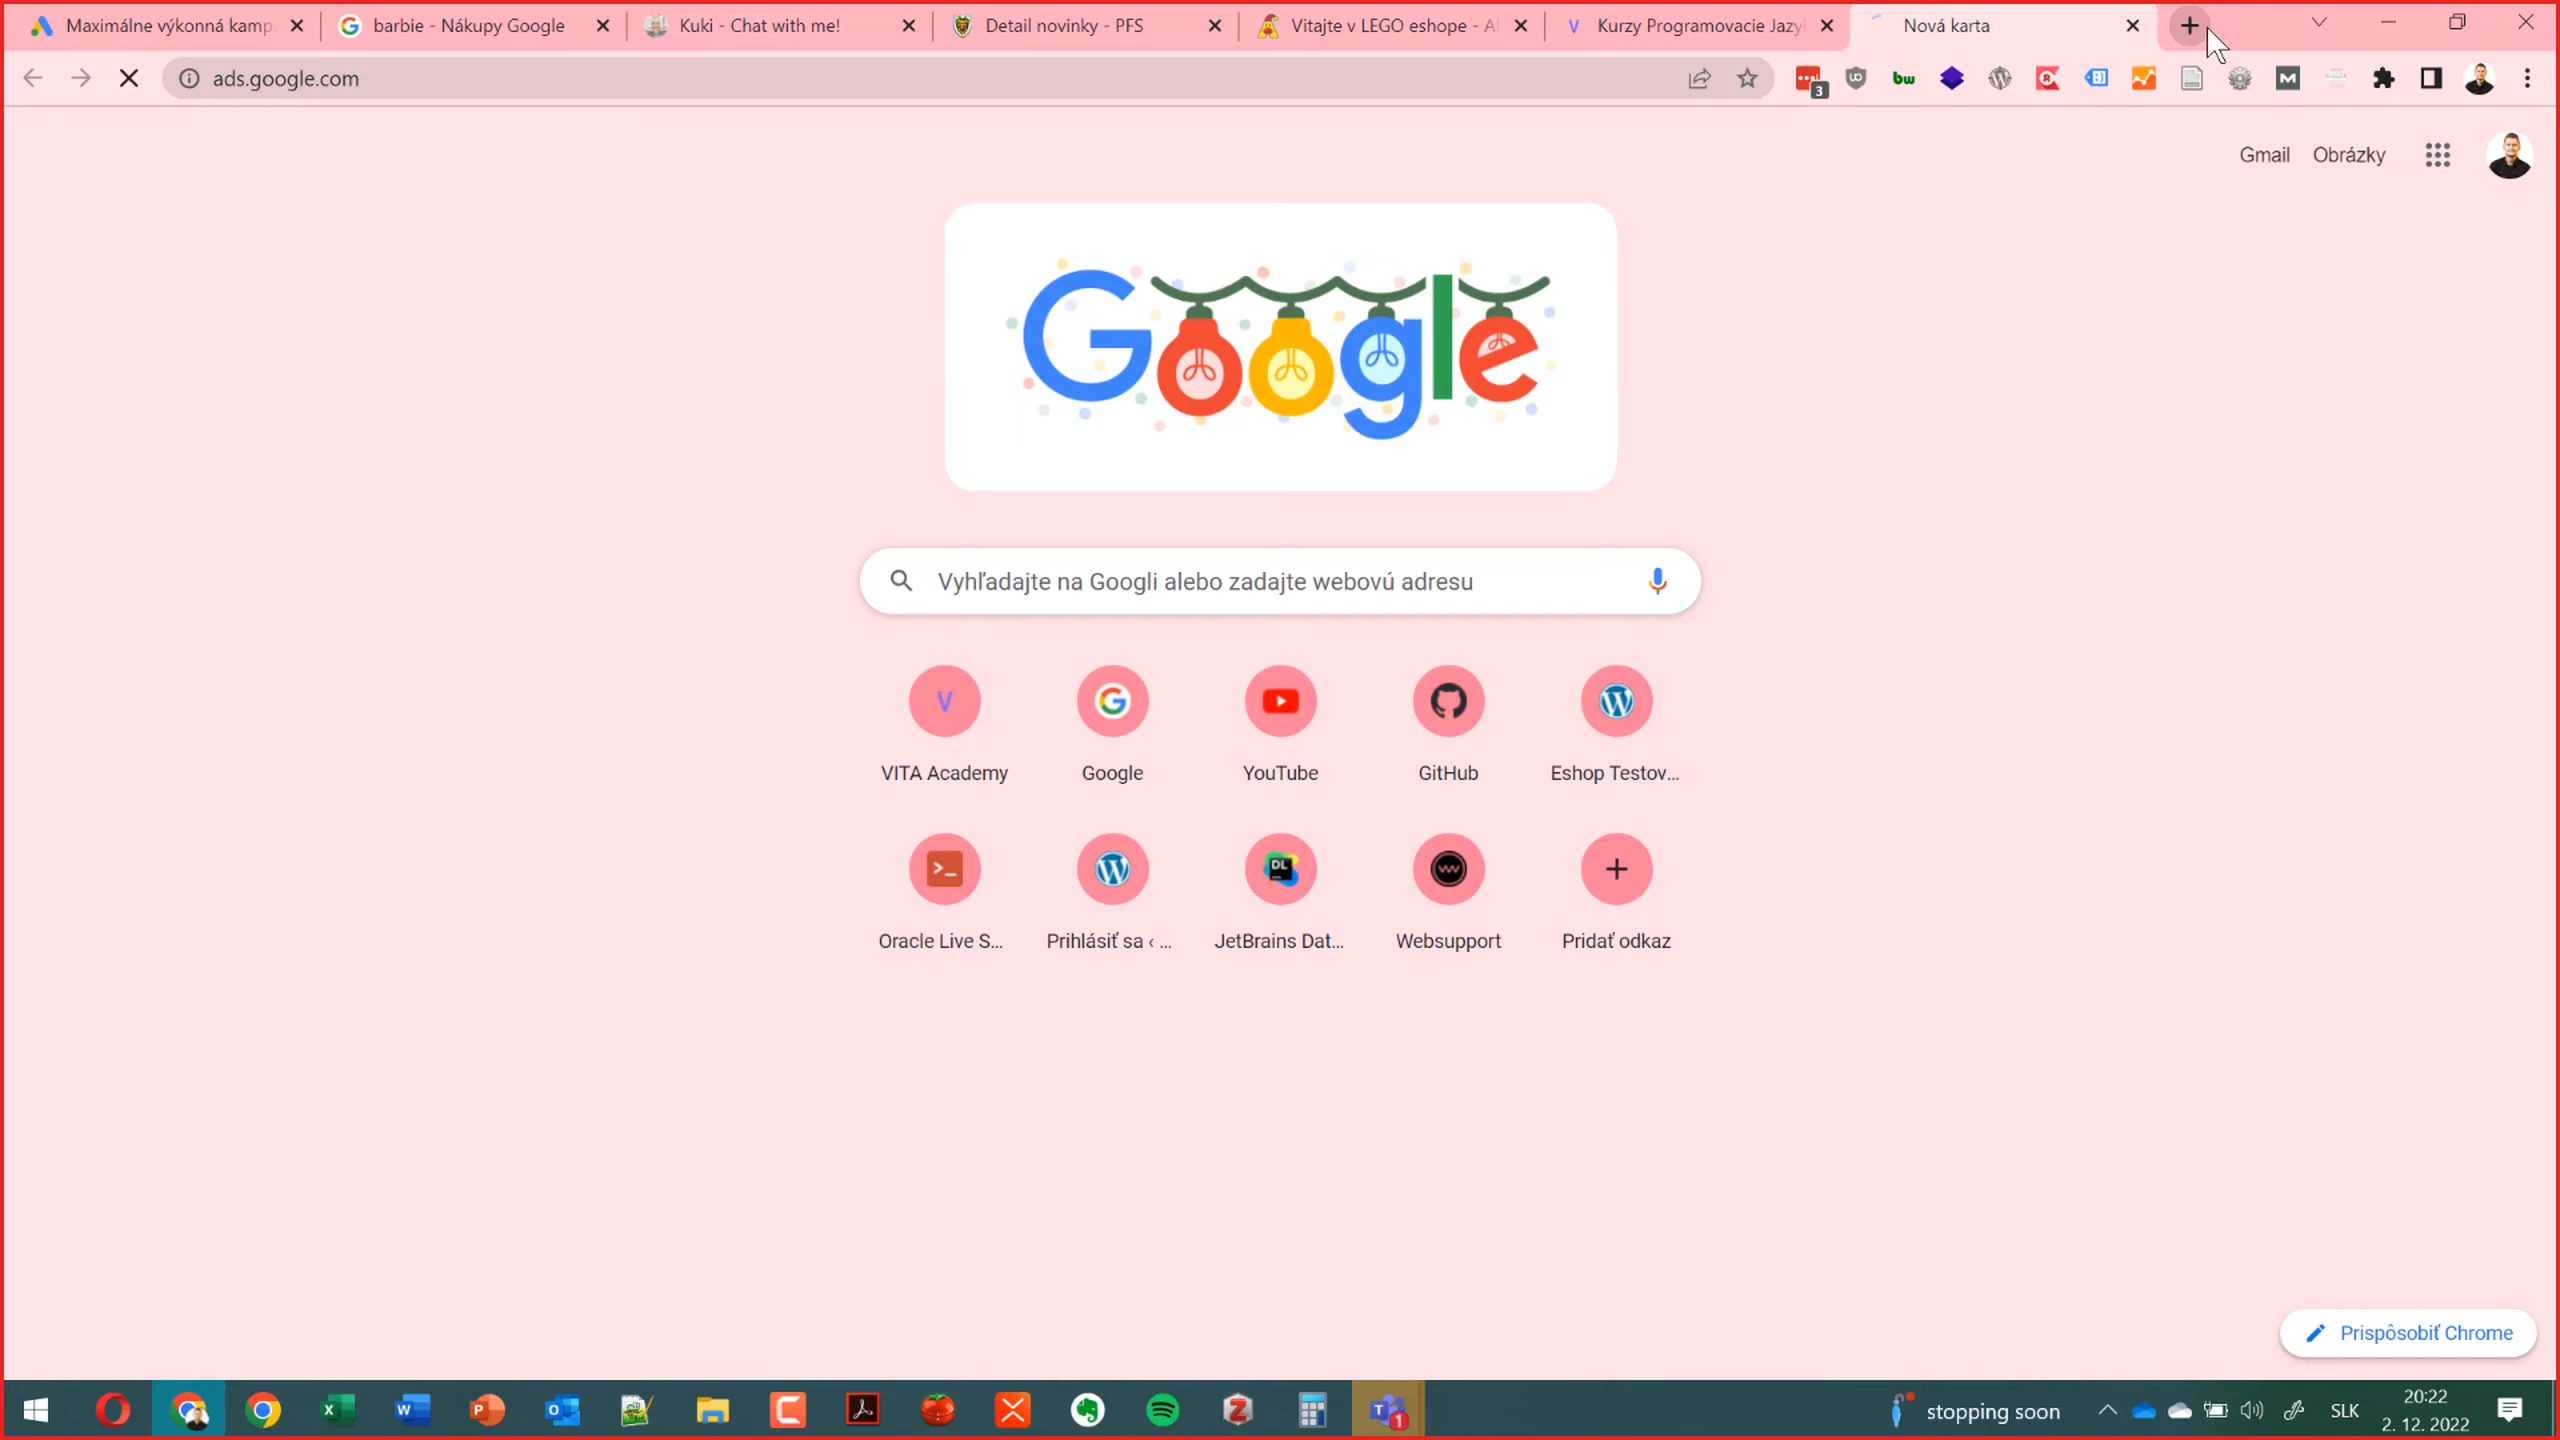 Maximálne výkonná kamp
barbie - Nákupy Google
Kuki - Chat with me!
Detail novinky - PFS
Vitajte v LEGO eshope - Al
Kurzy Programovacie Jazy
Nová karta
ads.google.com
3
Gmail
Obrázky
Google
Vyhľadajte na Googli alebo zadajte webovú adresu
VITA Academy
Google
YouTube
GitHub
Eshop Testov...
Oracle Live S...
Prihlásiť sa ‹ ...
JetBrains Dat...
Websupport
Pridať odkaz
Prispôsobiť Chrome
stopping soon
SLK
20:22
2. 12. 2022